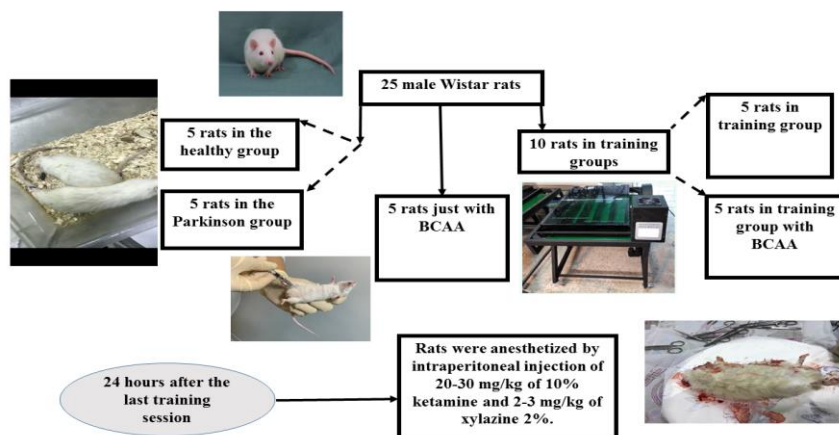 25 male Wistar rats
5 rats in the
healthy group
5 rats in the
Parkinson group
5 rats just with
BCAA
10 rats in training
groups
5 rats in
training group
5 rats in training
group with
BCAA
24 hours after the
last training
session
Rats were anesthetized by
intraperitoneal injection of
20-30 mg/kg of 10%
ketamine and 2-3 mg/kg of
xylazine 2%.